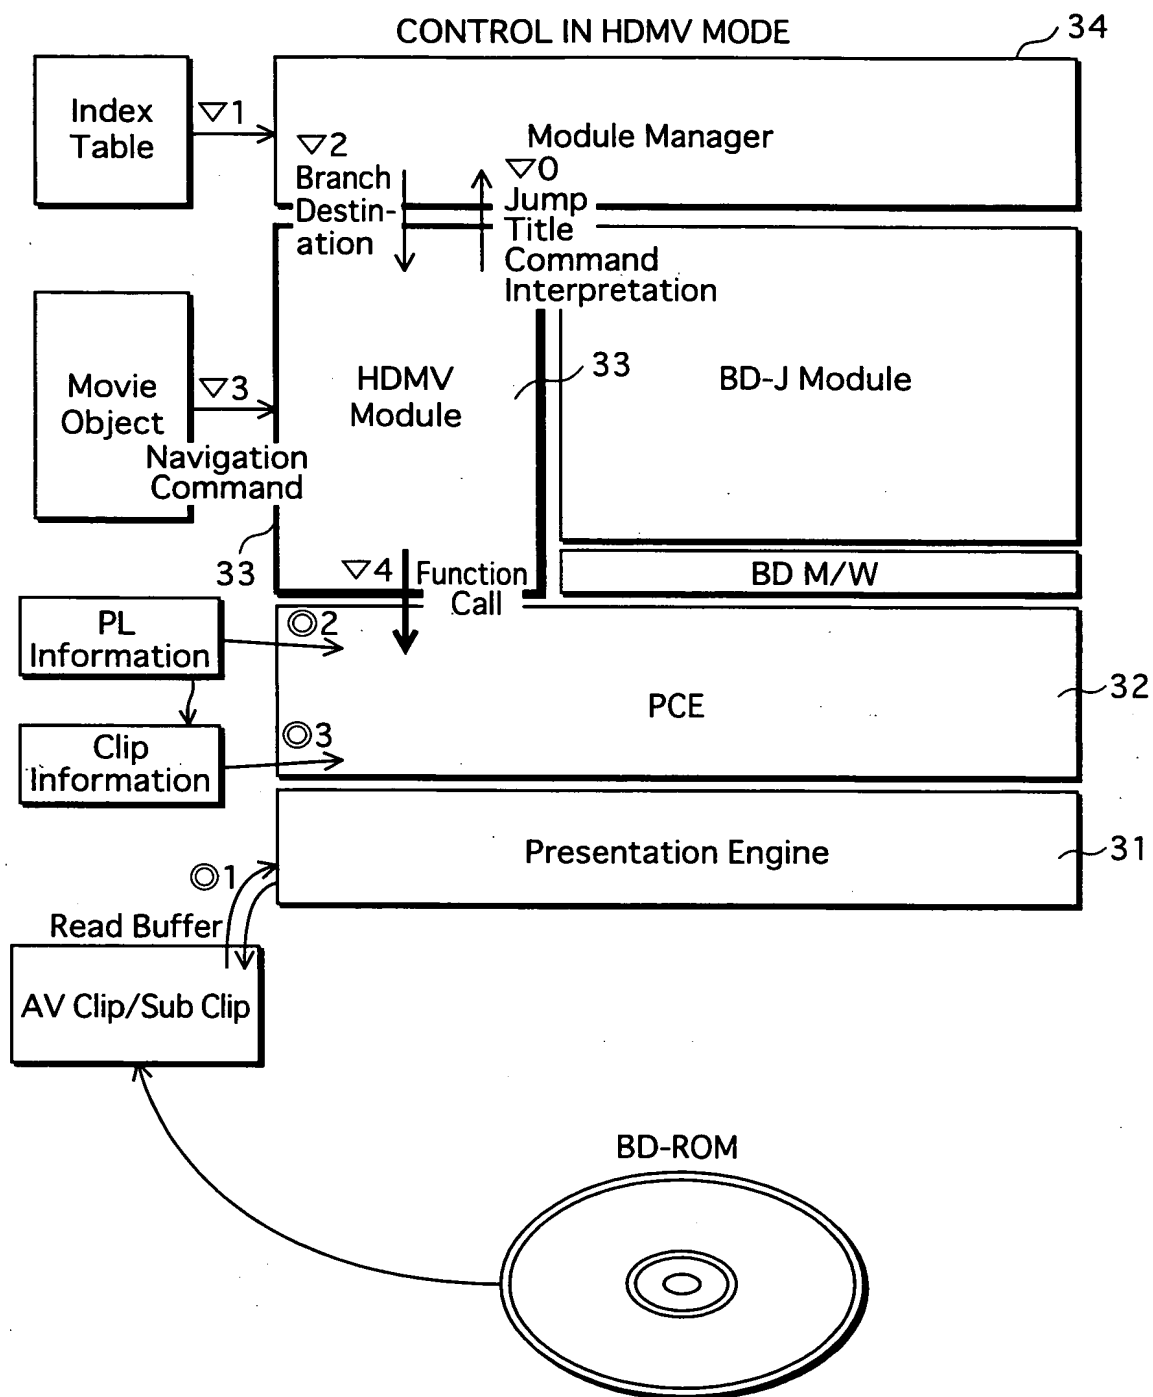 CONTROL IN HDMV MODE
34
Index
Table
▽1
Module Manager
▽2
Branch
Destin-
ation
▽0
Jump
Title
Command
Interpretation
Movie
Object
▽3
Navigation
Command
HDMV
Module
33
BD-J Module
33
▽4
Function
Call
BD M/W
PL
Information
◎2
PCE
32
Clip
Information
◎3
Presentation Engine
31
◎1
Read Buffer
AV Clip/Sub Clip
BD-ROM